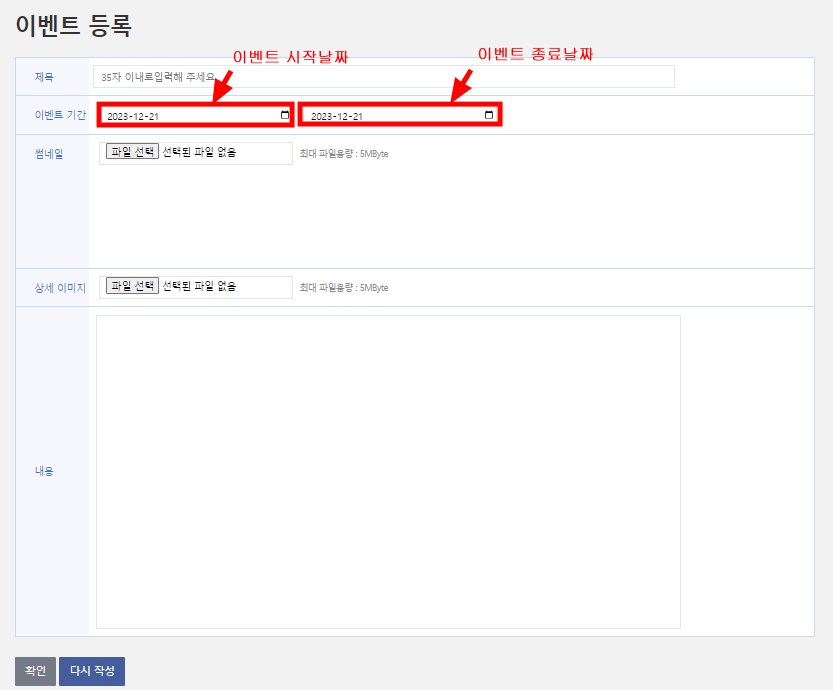 이벤트 등록
이벤트 시작날짜
이벤트 종료날짜
제목
35자 이내로입력해 주세요
이벤트 기간
2023-12-21
2023-12-21
썸네일
파일 선택 선택된 파일 없음
최대 파일용량 : 5MByte
상세 이미지
파일 선택 선택된 파일 없음
최대 파일용량 : 5MByte
내용
확인
다시 작성